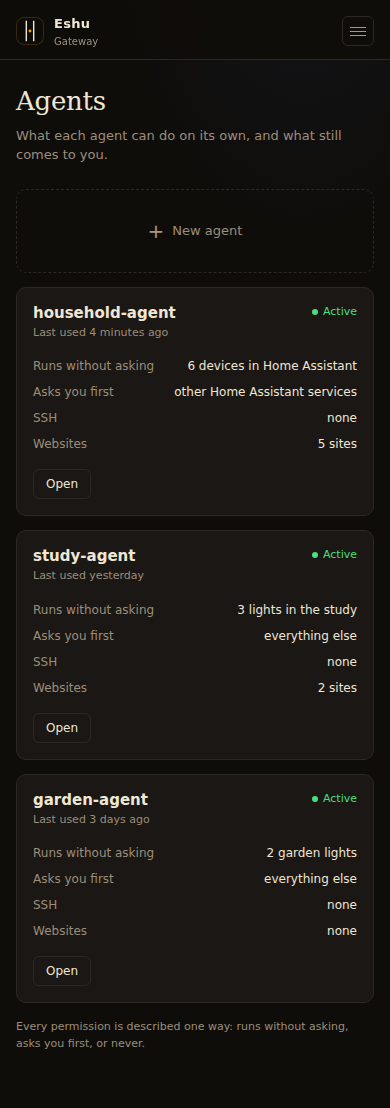 Eshu
Gateway
Agents
What each agent can do on its own, and what still
comes to you.
+ New agent
household-agent
Active
Last used 4 minutes ago
Runs without asking 6 devices in Home Assistant
Asks you first other Home Assistant services
SSH none
Websites 5 sites
Open
study-agent
Active
Last used yesterday
Runs without asking 3 lights in the study
Asks you first everything else
SSH none
Websites 2 sites
Open
garden-agent
Active
Last used 3 days ago
Runs without asking 2 garden lights
Asks you first everything else
SSH none
Websites none
Open
Every permission is described one way: runs without asking,
asks you first, or never.